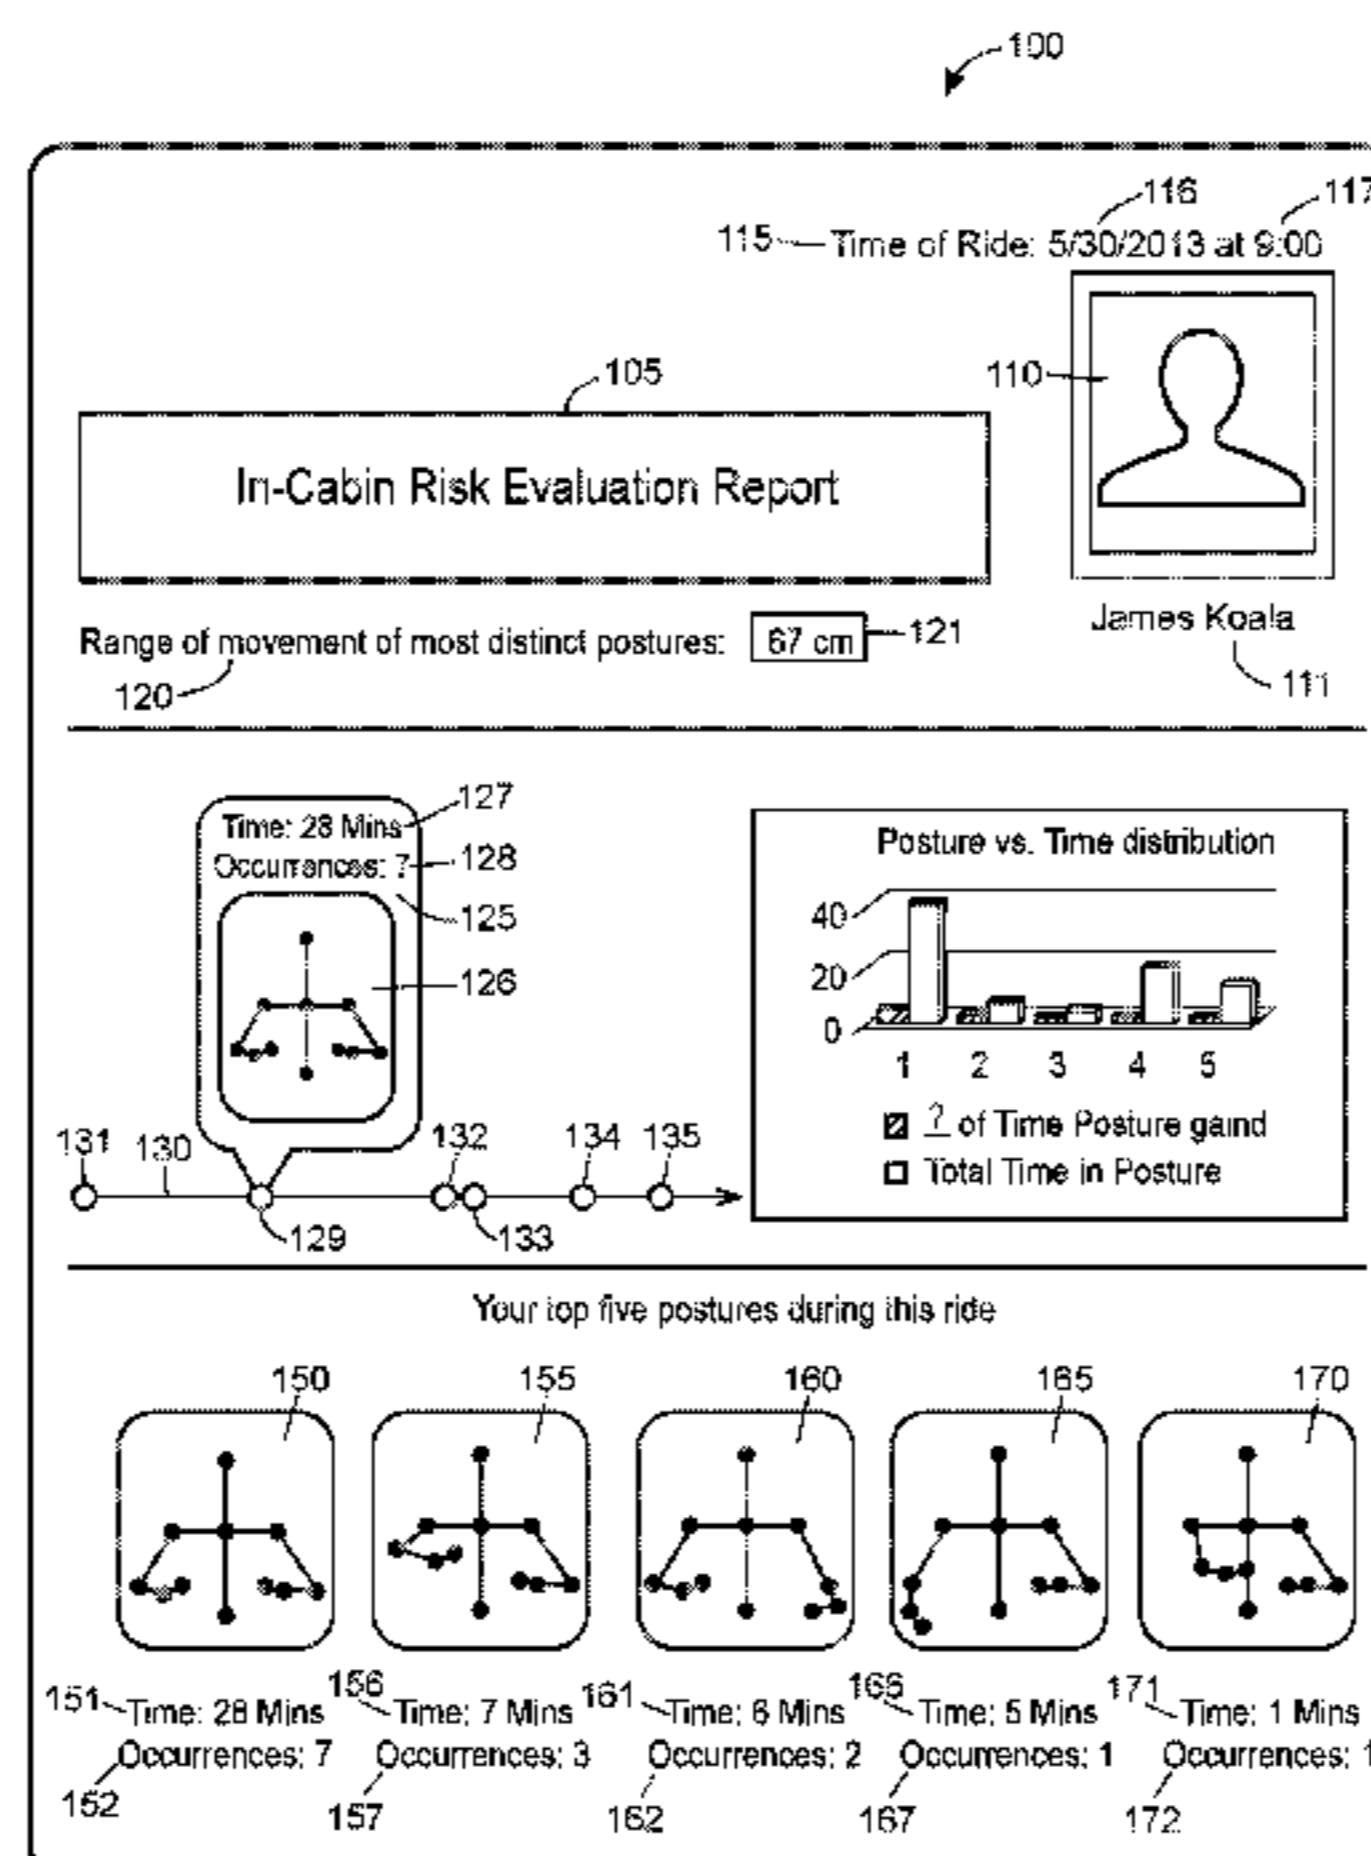 100
116
117
115 Time of Ride: 5/30/2013 at 9:00
105
110
In-Cabin Risk Evaluation Report
James Koala
111
Range of movement of most distinct postures: 67 cm 121
120
127
Time: 28 Mins
Occurrences: 7 128
125
126
131 130 132 134 135
129 133
Posture vs. Time distribution
40
20
0
1 2 3 4 5
? of Time Posture gaind
Total Time in Posture
Your top five postures during this ride
150 155 160 165 170
151 Time: 28 Mins 156 Time: 7 Mins 161 Time: 6 Mins 166 Time: 5 Mins 171 Time: 1 Mins
Occurrences: 7 Occurrences: 3 Occurrences: 2 Occurrences: 1 Occurrences: 1
152 157 162 167 172